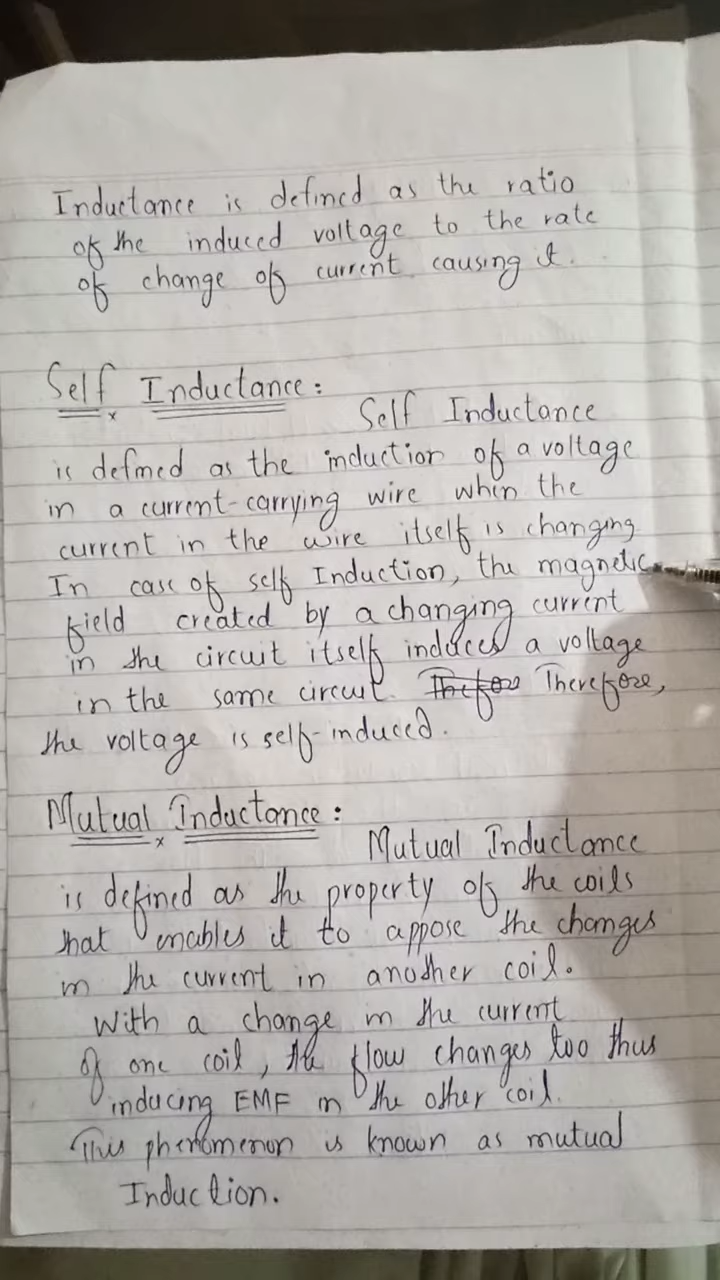 Inductance is defined as the ratio
of the induced voltage to the rate
of change of current causing it.
Self Inductance:
Self Inductance
is defined as the induction of a voltage
in a current-carrying wire when the
current in the wire itself is changing
In case of self Induction, the magnetic
field created by a changing current
in the circuit itself induces a voltage
in the same circuit. Therefore,
the voltage is self-induced.
Mutual Inductance:
Mutual Inductance
is defined as the property of the coils
that enables it to appose the changes
in the current in another coil.
With a change in the current
of one coil, the flow changes too thus
inducing EMF in the other coil.
This phenomenon is known as mutual
Induction.